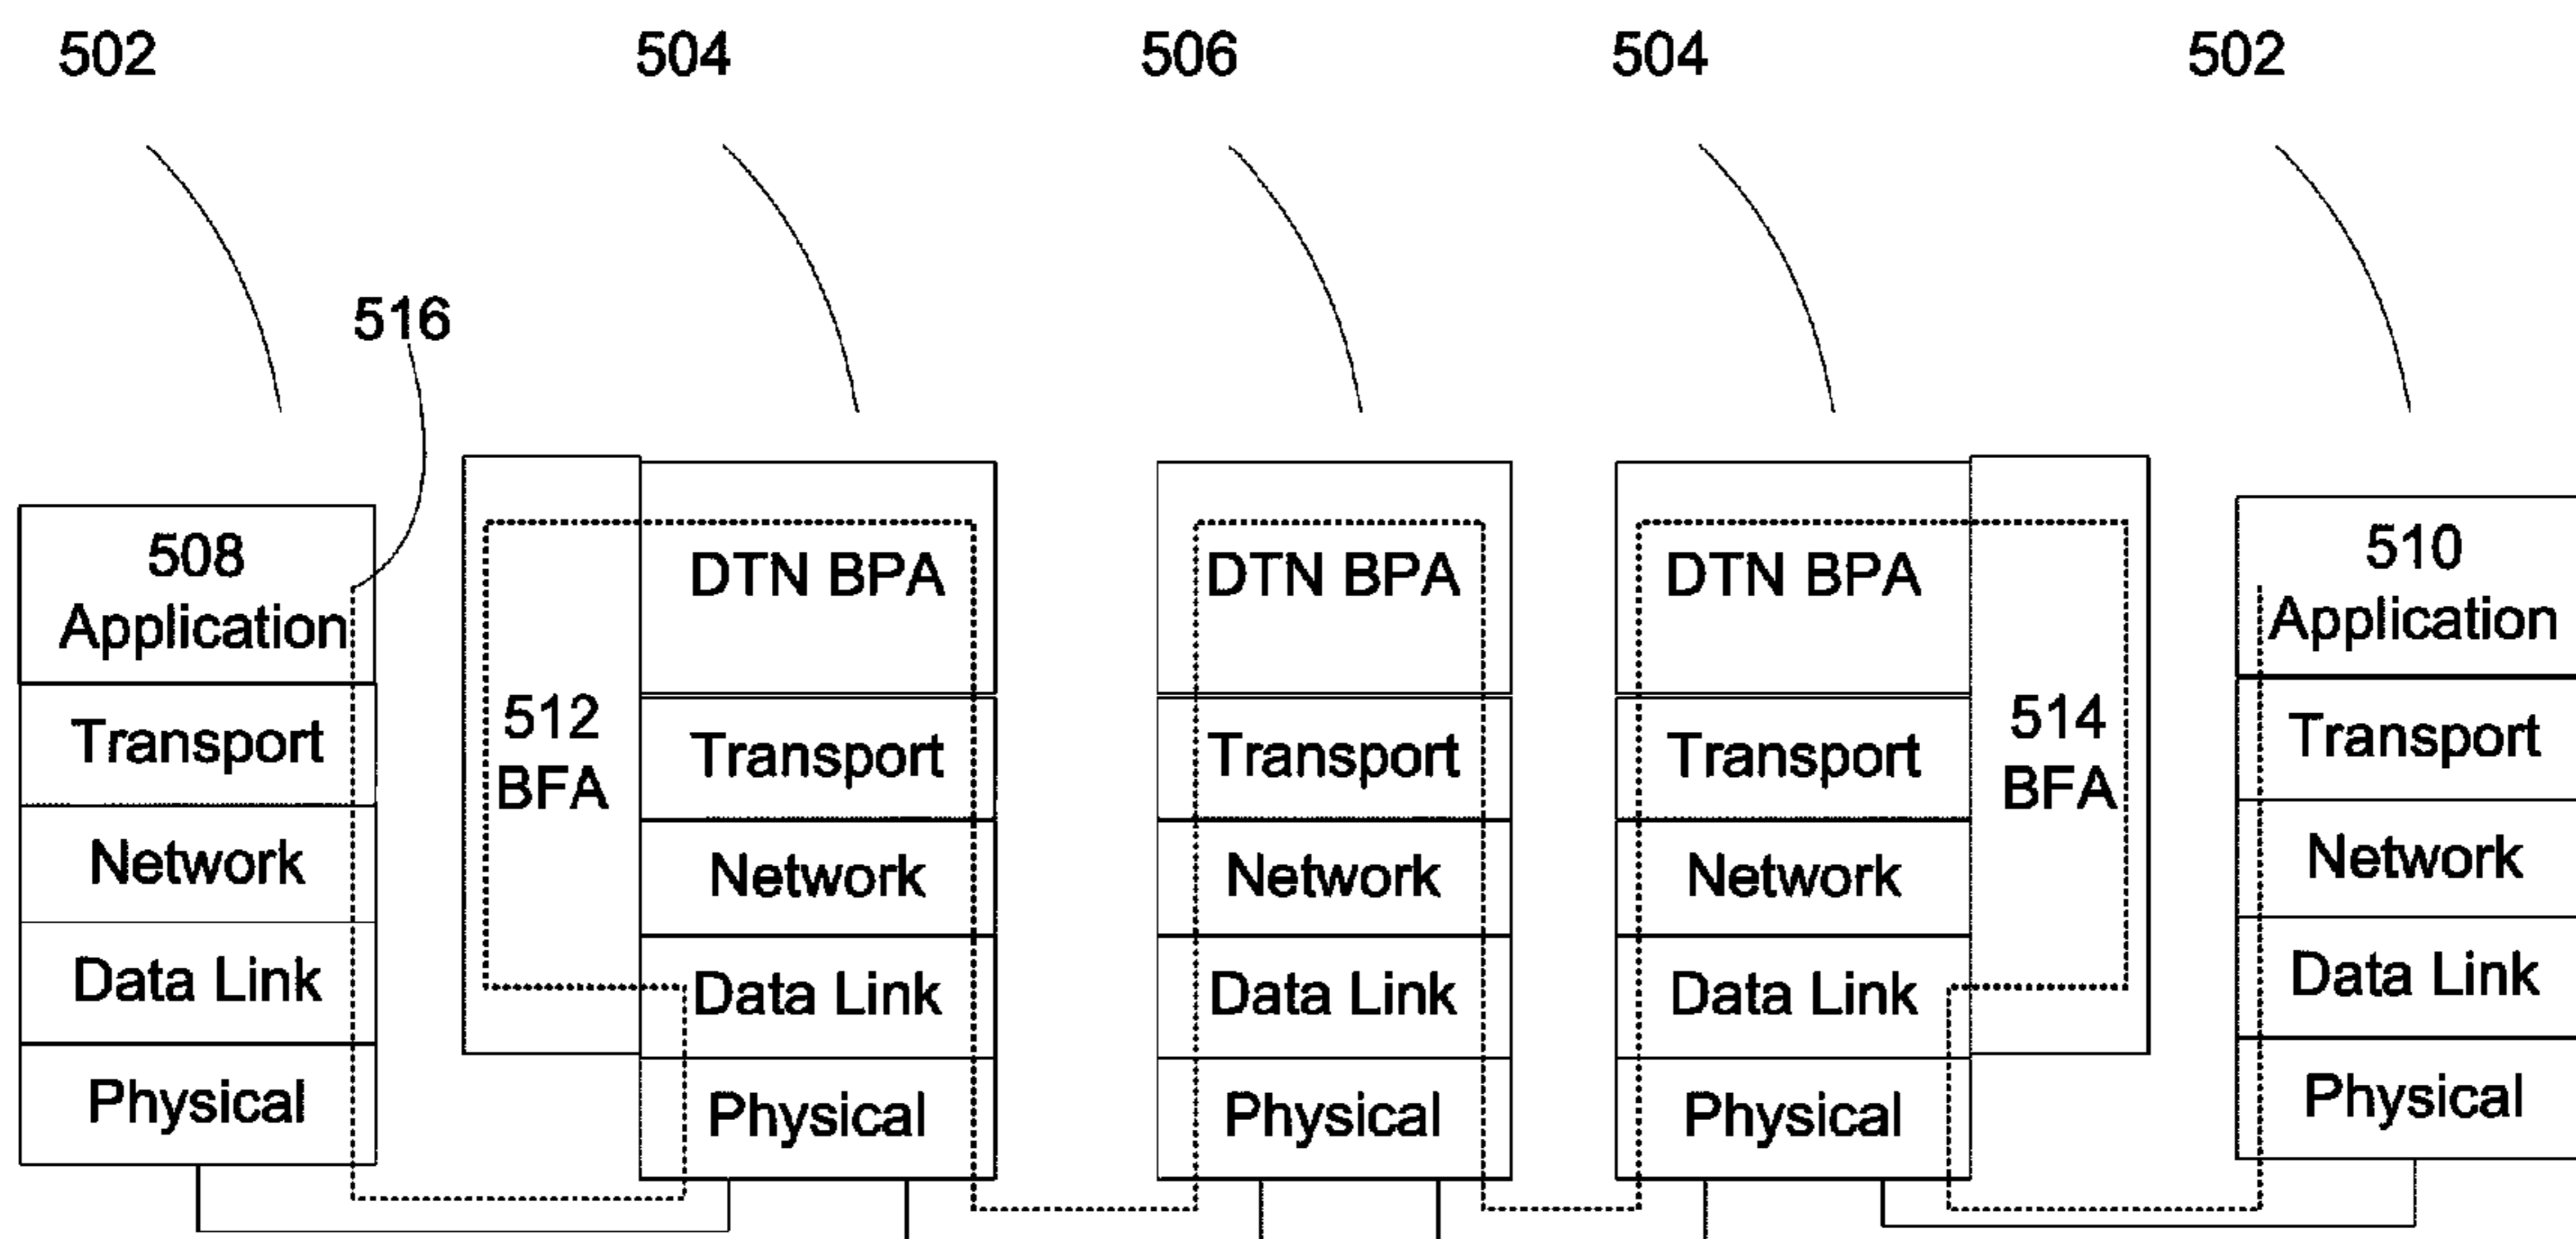 502
504
506
504
502
516
508
Application
Transport
Network
Data Link
Physical
512
BFA
DTN BPA
Transport
Network
Data Link
Physical
DTN BPA
Transport
Network
Data Link
Physical
DTN BPA
Transport
Network
Data Link
Physical
514
BFA
510
Application
Transport
Network
Data Link
Physical